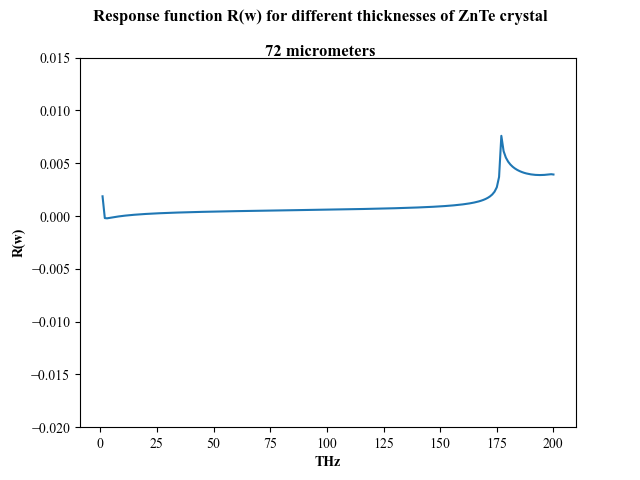 Response function R(w) for different thicknesses of ZnTe crystal
72 micrometers
0.015
0.010
0.005
0.000
−0.005
−0.010
−0.015
−0.020
R(w)
0 25 50 75 100 125 150 175 200
THz